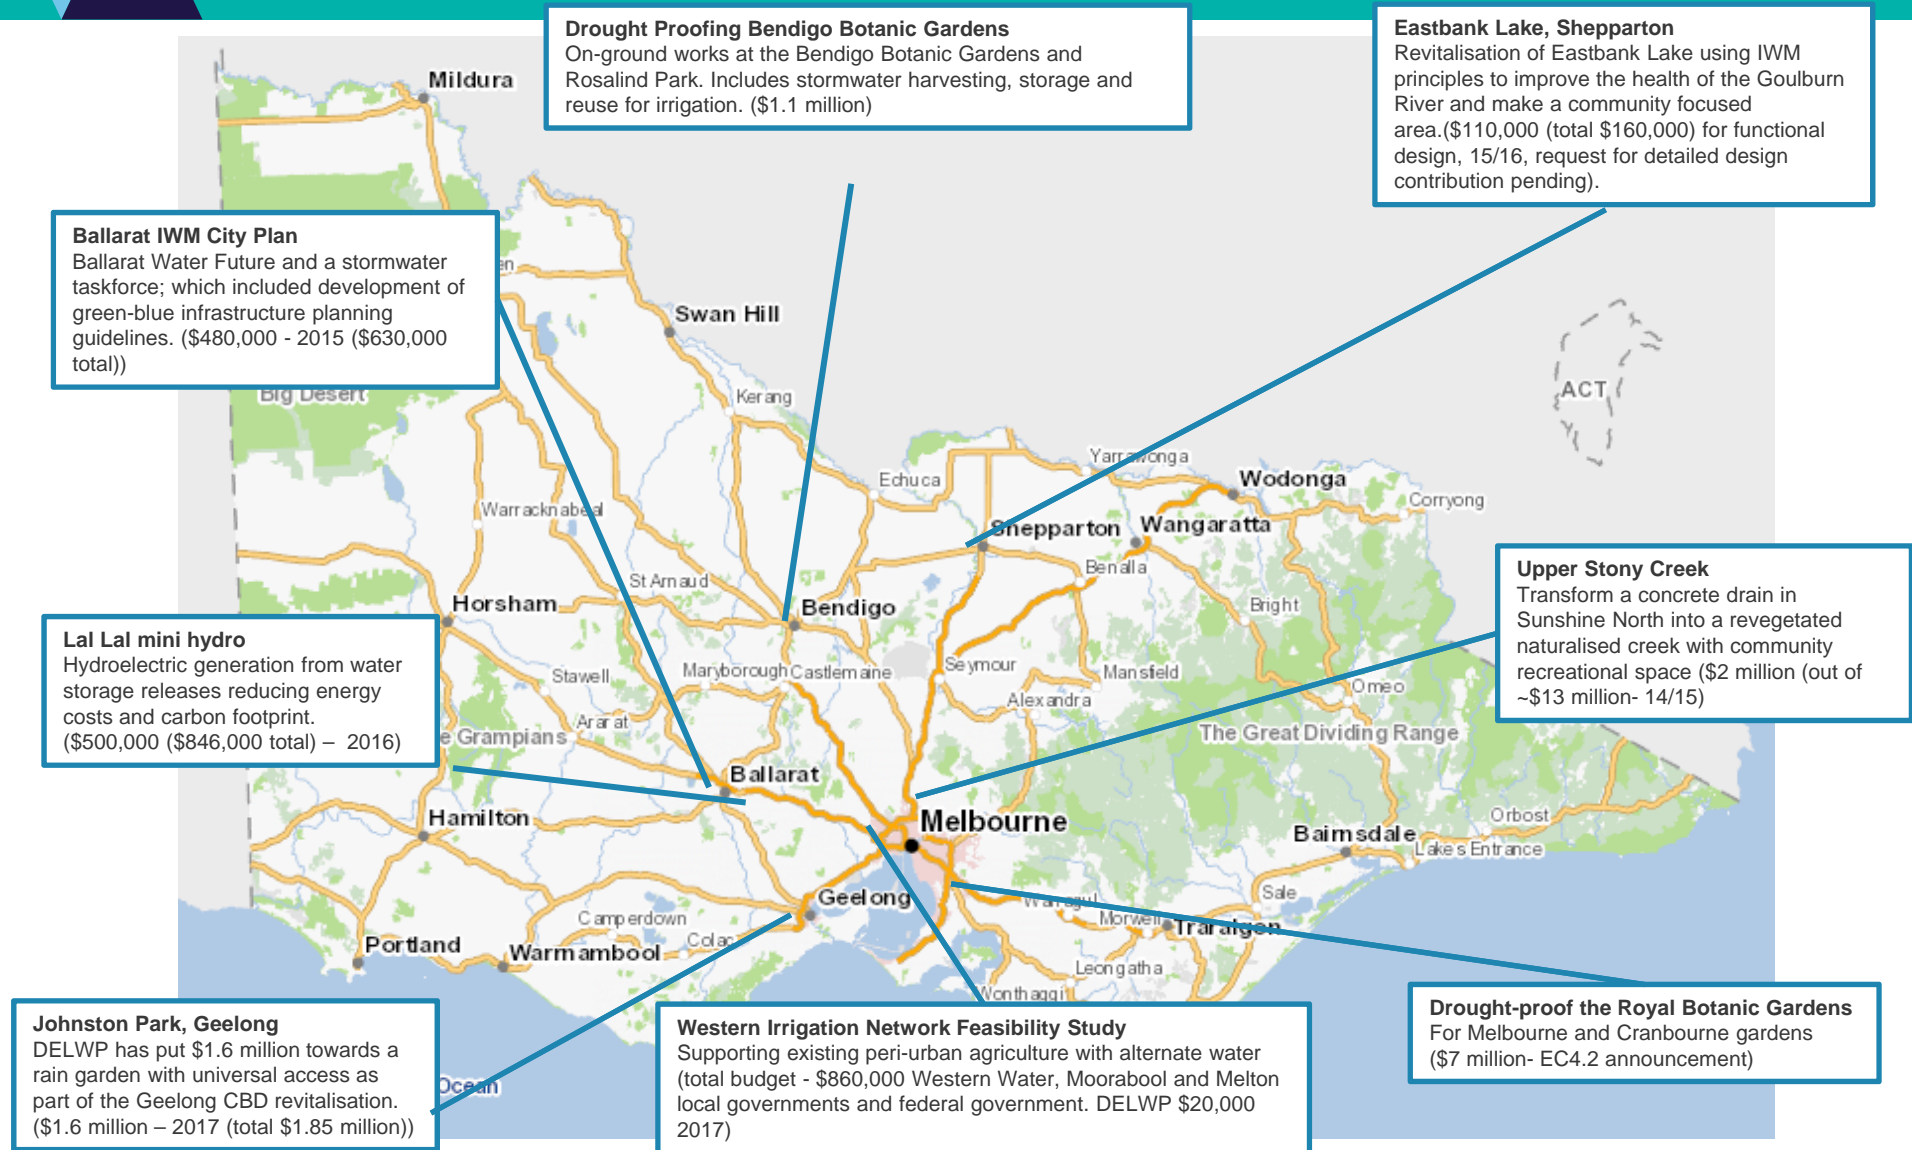 Drought Proofing Bendigo Botanic Gardens
On-ground works at the Bendigo Botanic Gardens and
Rosalind Park. Includes stormwater harvesting, storage and
reuse for irrigation. ($1.1 million)
Eastbank Lake, Shepparton
Revitalisation of Eastbank Lake using IWM
principles to improve the health of the Goulburn
River and make a community focused
area.($110,000 (total $160,000) for functional
design, 15/16, request for detailed design
contribution pending).
Mildura
Ballarat IWM City Plan
Ballarat Water Future and a stormwater
taskforce; which included development of
green-blue infrastructure planning
guidelines. ($480,000 - 2015 ($630,000
total))
en
Swan Hill
Big Desert
Kerang
ACT
Yarrawonga
Echuca
Wodonga
Corryong
Warracknabeal
Shepparton
Wangaratta
Benalla
St Arnaud
Horsham
Bendigo
Bright
Upper Stony Creek
Transform a concrete drain in
Sunshine North into a revegetated
naturalised creek with community
recreational space ($2 million (out of
~$13 million- 14/15)
Lal Lal mini hydro
Hydroelectric generation from water
storage releases reducing energy
costs and carbon footprint.
($500,000 ($846,000 total) – 2016)
Stawell
Maryborough
Castlemaine
Seymour
Mansfield
Alexandra
Omeo
Ararat
e Grampians
The Great Dividing Range
Ballarat
Hamilton
Melbourne
Bairnsdale
Orbost
Lakes Entrance
Geelong
Sale
Warragul
Morwell
Traralgon
Camperdown
Colac
Portland
Warrnambool
Leongatha
Wonthaggi
Johnston Park, Geelong
DELWP has put $1.6 million towards a
rain garden with universal access as
part of the Geelong CBD revitalisation.
($1.6 million – 2017 (total $1.85 million))
Ocean
Western Irrigation Network Feasibility Study
Supporting existing peri-urban agriculture with alternate water
(total budget - $860,000 Western Water, Moorabool and Melton
local governments and federal government. DELWP $20,000
2017)
Drought-proof the Royal Botanic Gardens
For Melbourne and Cranbourne gardens
($7 million- EC4.2 announcement)